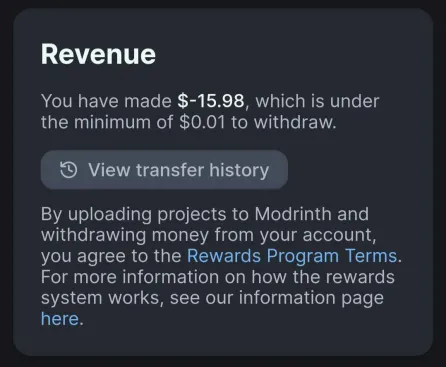 Revenue
You have made $-15.98, which is under
the minimum of $0.01 to withdraw.
View transfer history
By uploading projects to Modrinth and
withdrawing money from your account,
you agree to the Rewards Program Terms.
For more information on how the rewards
system works, see our information page
here.